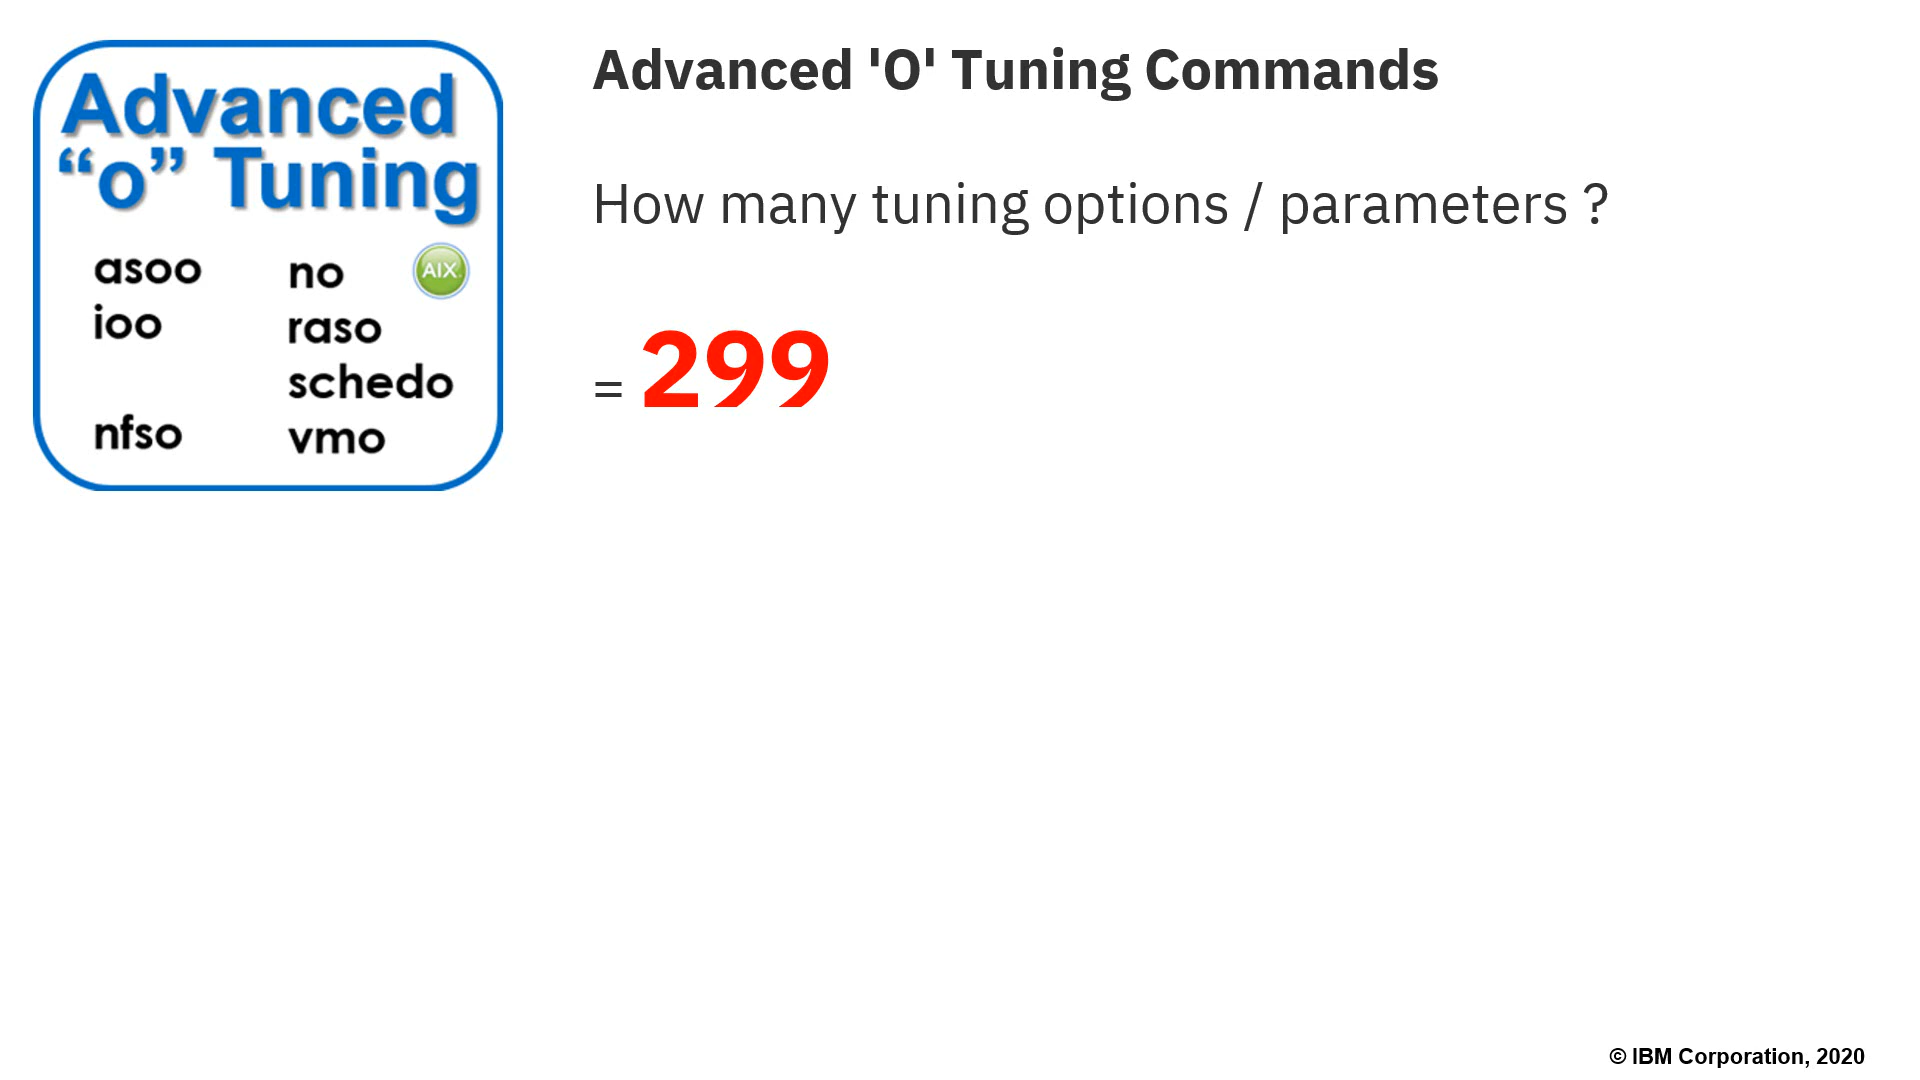 Advanced
“o” Tuning
asoo
ioo
nfso
no
raso
schedo
vmo
AIX
Advanced 'O' Tuning Commands
How many tuning options / parameters ?
= 299
© IBM Corporation, 2020